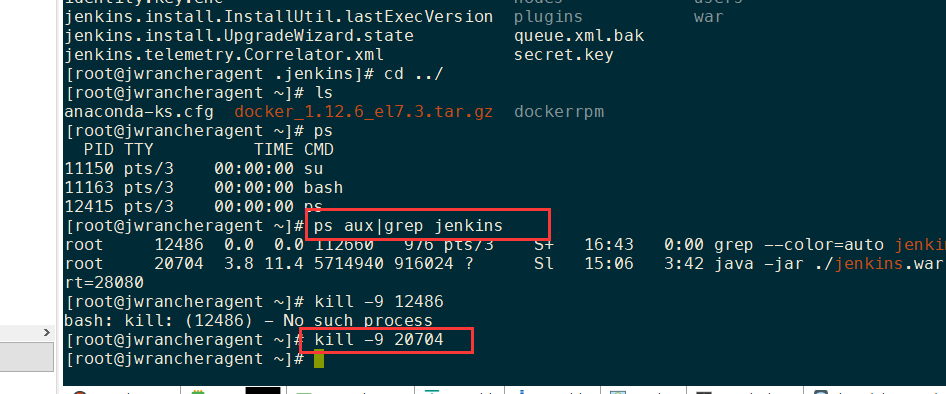 jenkins.install.InstallUtil.lastExecVersion plugins war
jenkins.install.UpgradeWizard.state queue.xml.bak
jenkins.telemetry.Correlator.xml secret.key
[root@jwrancheragent .jenkins]# cd ../
[root@jwrancheragent ~]# ls
anaconda-ks.cfg docker_1.12.6_el7.3.tar.gz dockerrpm
[root@jwrancheragent ~]# ps
PID TTY TIME CMD
11150 pts/3 00:00:00 su
11163 pts/3 00:00:00 bash
12415 pts/3 00:00:00 ps
[root@jwrancheragent ~]# ps aux|grep jenkins
root 12486 0.0 0.0 112660 976 pts/3 S+ 16:43 0:00 grep --color=auto jenkin
root 20704 3.8 11.4 5714940 916024 ? Sl 15:06 3:42 java -jar ./jenkins.war
rt=28080
[root@jwrancheragent ~]# kill -9 12486
bash: kill: (12486) - No such process
[root@jwrancheragent ~]# kill -9 20704
[root@jwrancheragent ~]#